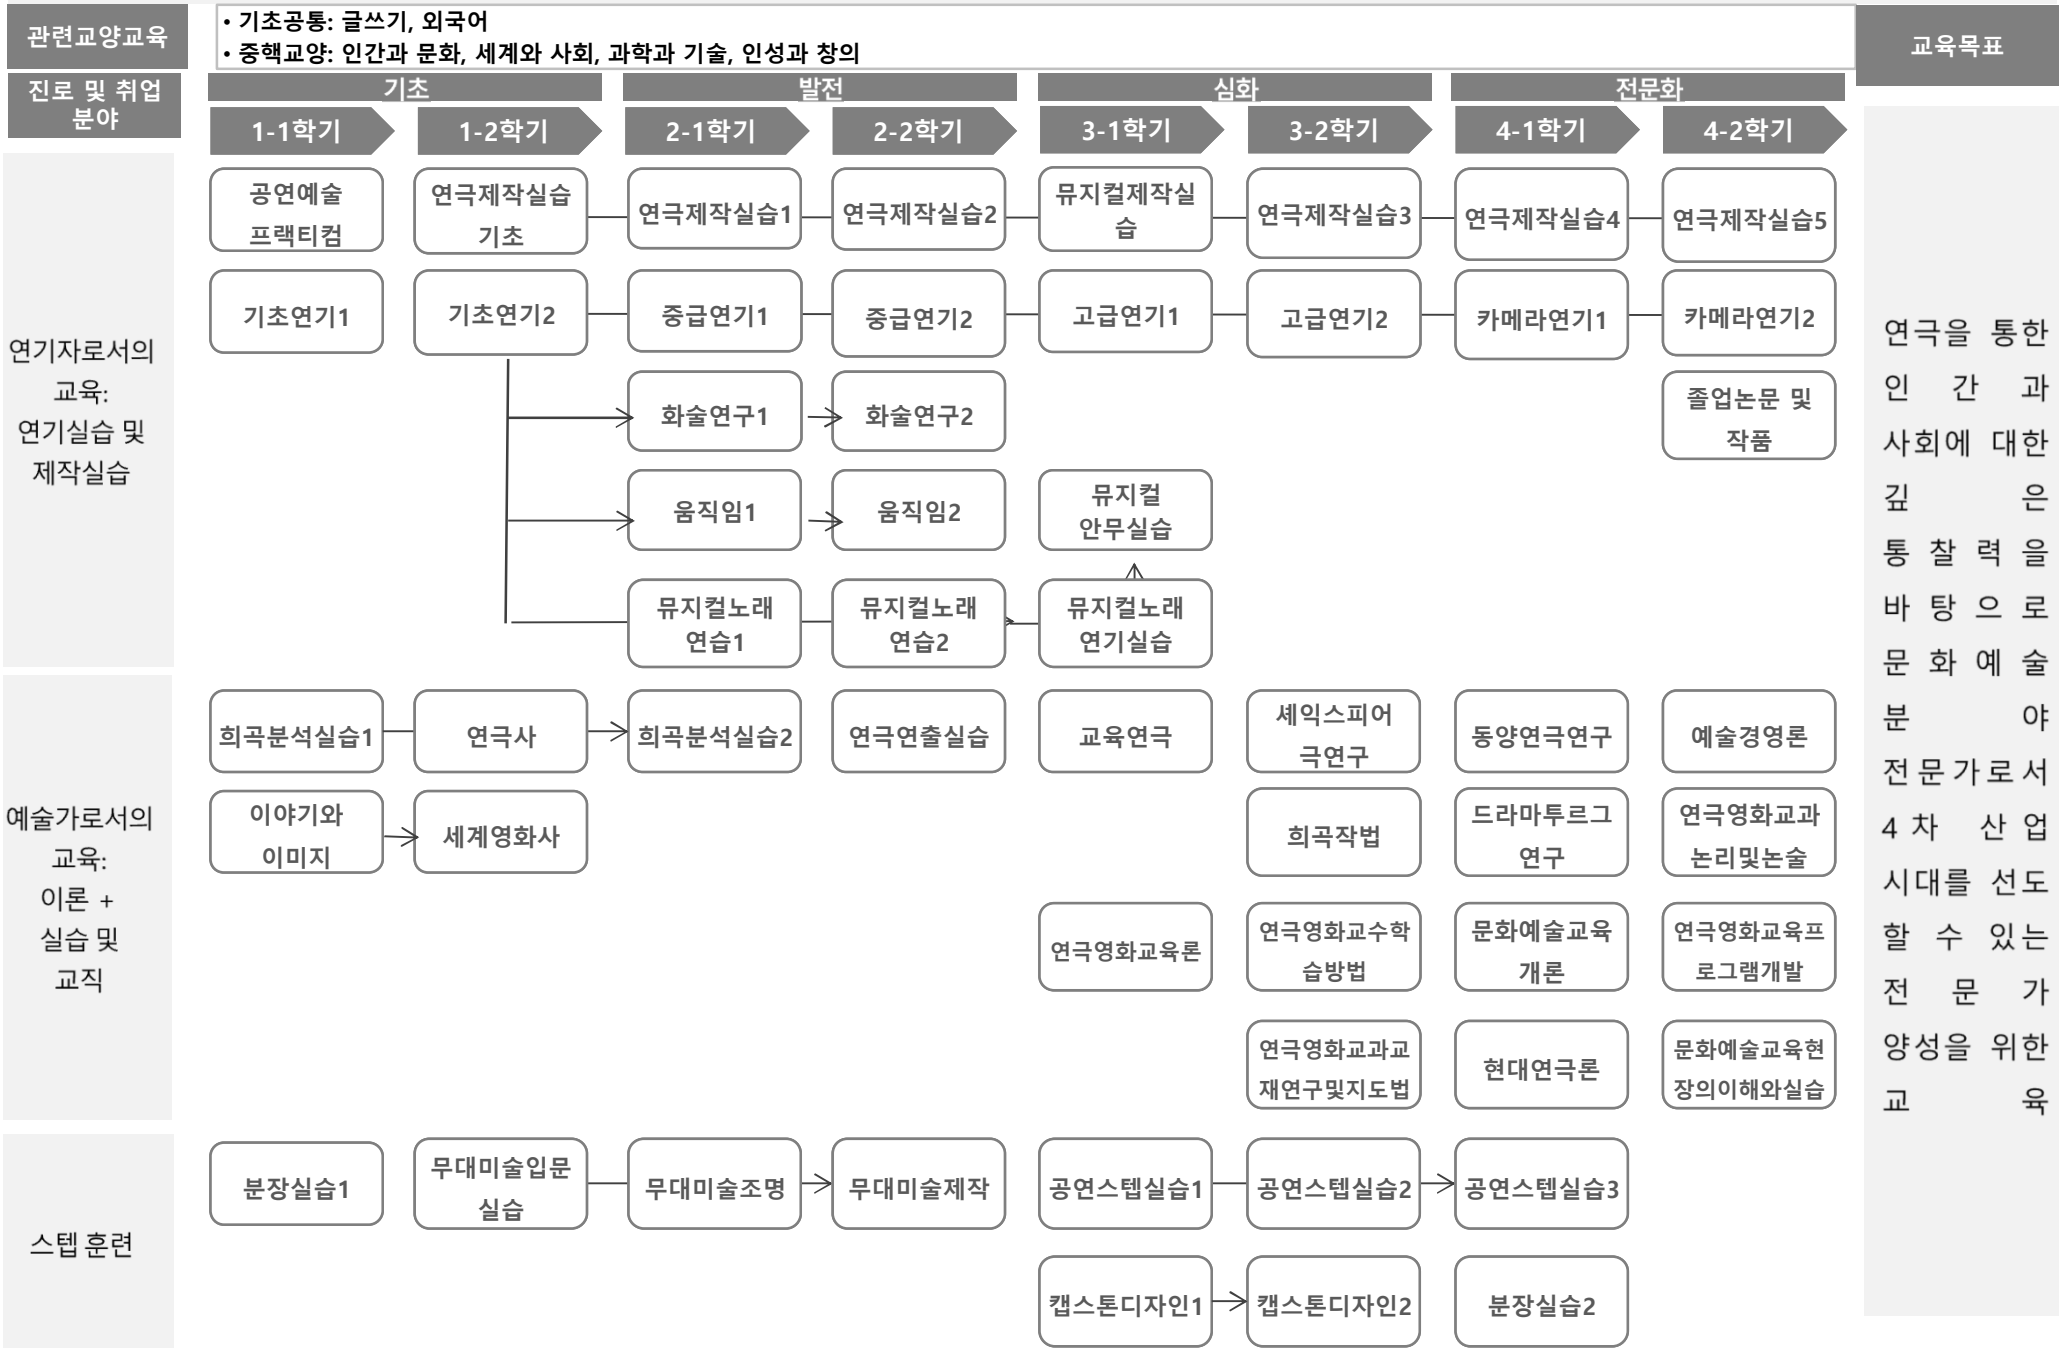 관련교양교육
• 기초공통: 글쓰기, 외국어
• 중핵교양: 인간과 문화, 세계와 사회, 과학과 기술, 인성과 창의
교육목표
진로 및 취업
분야
기초
발전
심화
전문화
1-1학기
1-2학기
2-1학기
2-2학기
3-1학기
3-2학기
4-1학기
4-2학기
연기자로서의
교육:
연기실습 및
제작실습
공연예술
프랙티컴
연극제작실습
기초
연극제작실습1
연극제작실습2
뮤지컬제작실
습
연극제작실습3
연극제작실습4
연극제작실습5
기초연기1
기초연기2
중급연기1
중급연기2
고급연기1
고급연기2
카메라연기1
카메라연기2
화술연구1
화술연구2
졸업논문 및
작품
움직임1
움직임2
뮤지컬
안무실습
뮤지컬노래
연습1
뮤지컬노래
연습2
뮤지컬노래
연기실습
예술가로서의
교육:
이론 +
실습 및
교직
희곡분석실습1
연극사
희곡분석실습2
연극연출실습
교육연극
셰익스피어
극연구
동양연극연구
예술경영론
이야기와
이미지
세계영화사
희곡작법
드라마투르그
연구
연극영화교과
논리및논술
연극영화교육론
연극영화교수학
습방법
문화예술교육
개론
연극영화교육프
로그램개발
연극영화교과교
재연구및지도법
현대연극론
문화예술교육현
장의이해와실습
스텝 훈련
분장실습1
무대미술입문
실습
무대미술조명
무대미술제작
공연스텝실습1
공연스텝실습2
공연스텝실습3
캡스톤디자인1
캡스톤디자인2
분장실습2
연극을 통한
인 간 과
사회에 대한
깊 은
통 찰 력 을
바 탕 으 로
문 화 예 술
분 야
전문가로서
4차 산업
시대를 선도
할 수 있는
전 문 가
양성을 위한
교 육